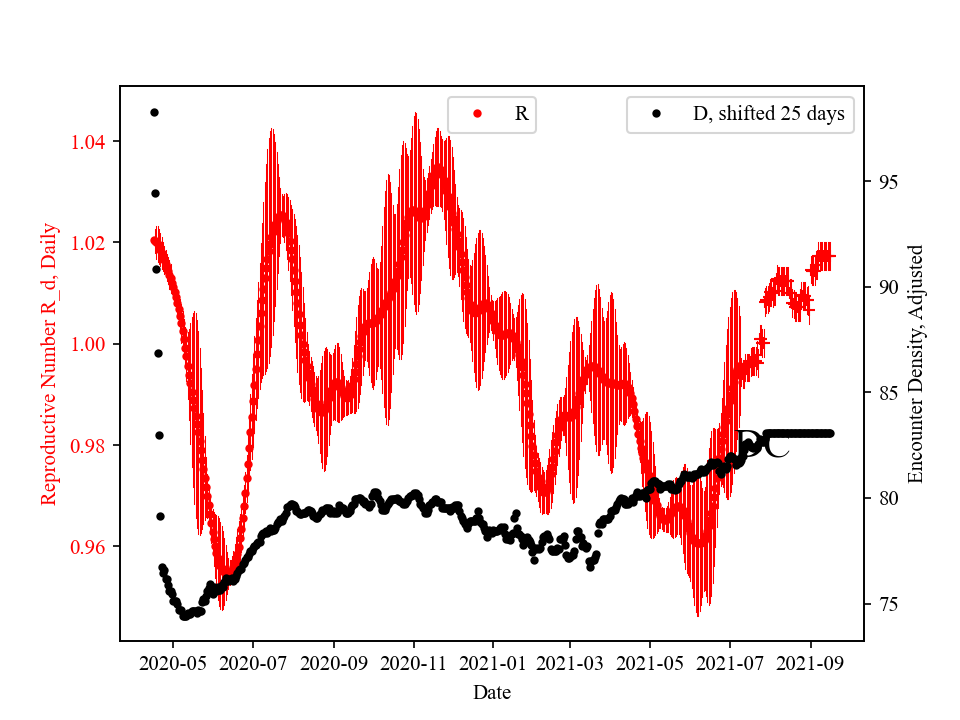 R
D, shifted 25 days
1.04
1.02
1.00
0.98
0.96
Reproductive Number R_d, Daily
DC
95
90
85
80
75
Encounter Density, Adjusted
2020-05 2020-07 2020-09 2020-11 2021-01 2021-03 2021-05 2021-07 2021-09
Date